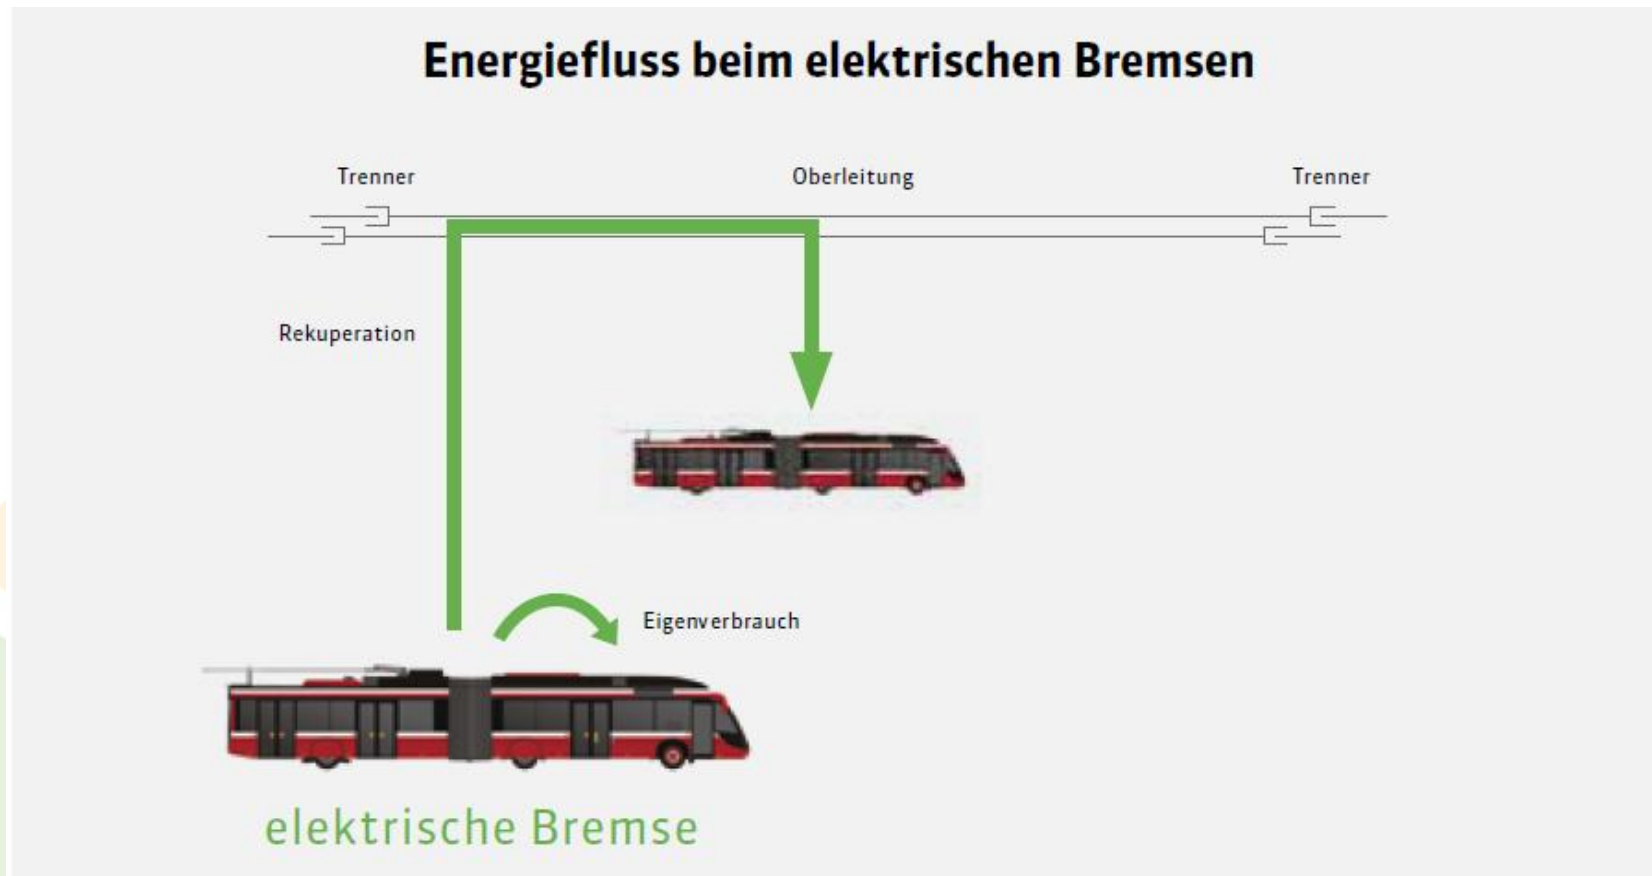 Energiefluss beim elektrischen Bremsen
Trenner
Oberleitung
Trenner
Rekuperation
Eigenverbrauch
elektrische Bremse